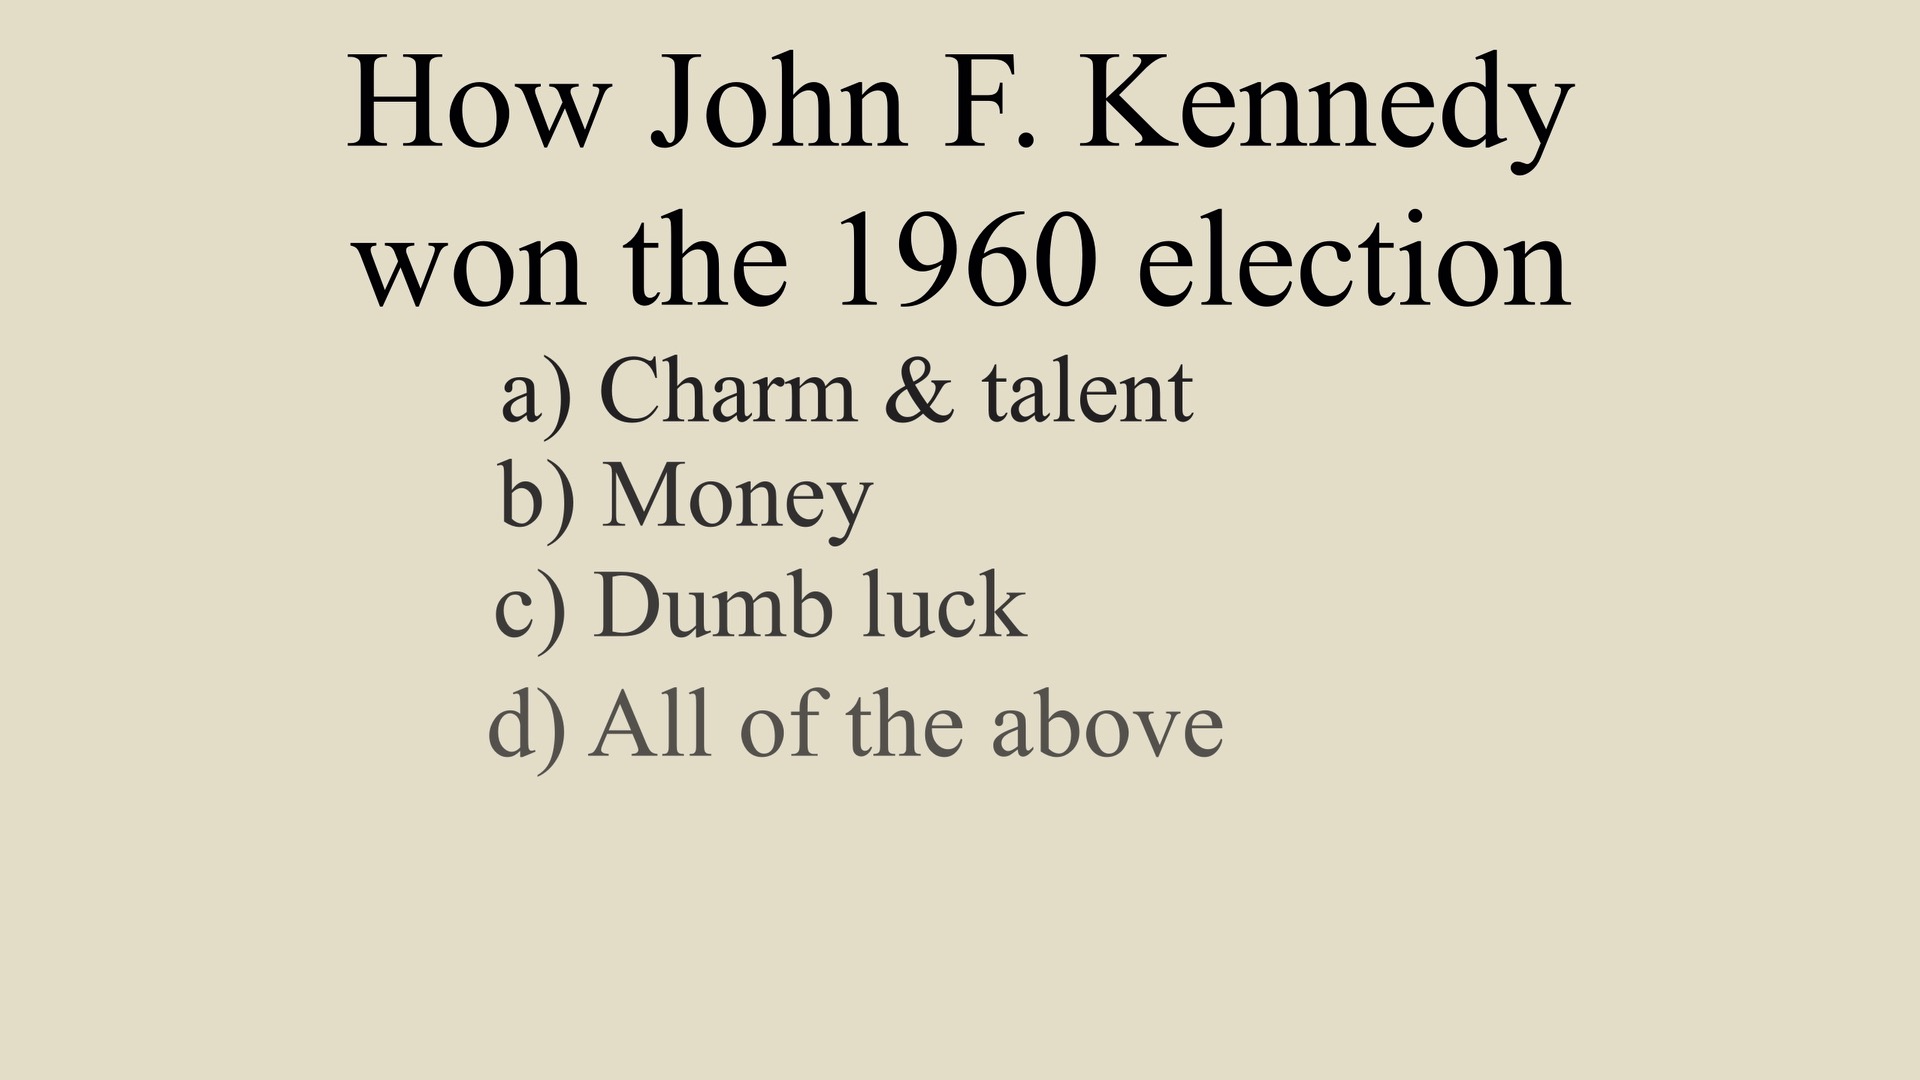 How John F. Kennedy
won the 1960 election
a) Charm & talent
b) Money
c) Dumb luck
d) All of the above